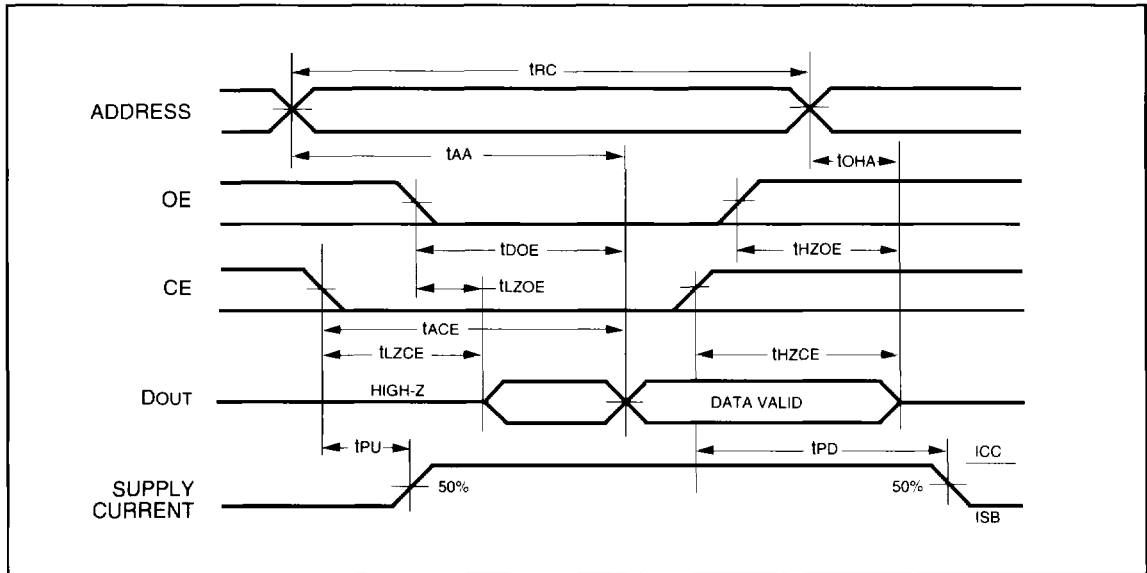 tRC
ADDRESS
tAA
tOHA
OE
tDOE
tHZOE
CE
tLZOE
tACE
tLZCE
tHZCE
DOUT
HIGH-Z
DATA VALID
tPU
tPD
ICC
SUPPLY
CURRENT
50%
50%
ISB